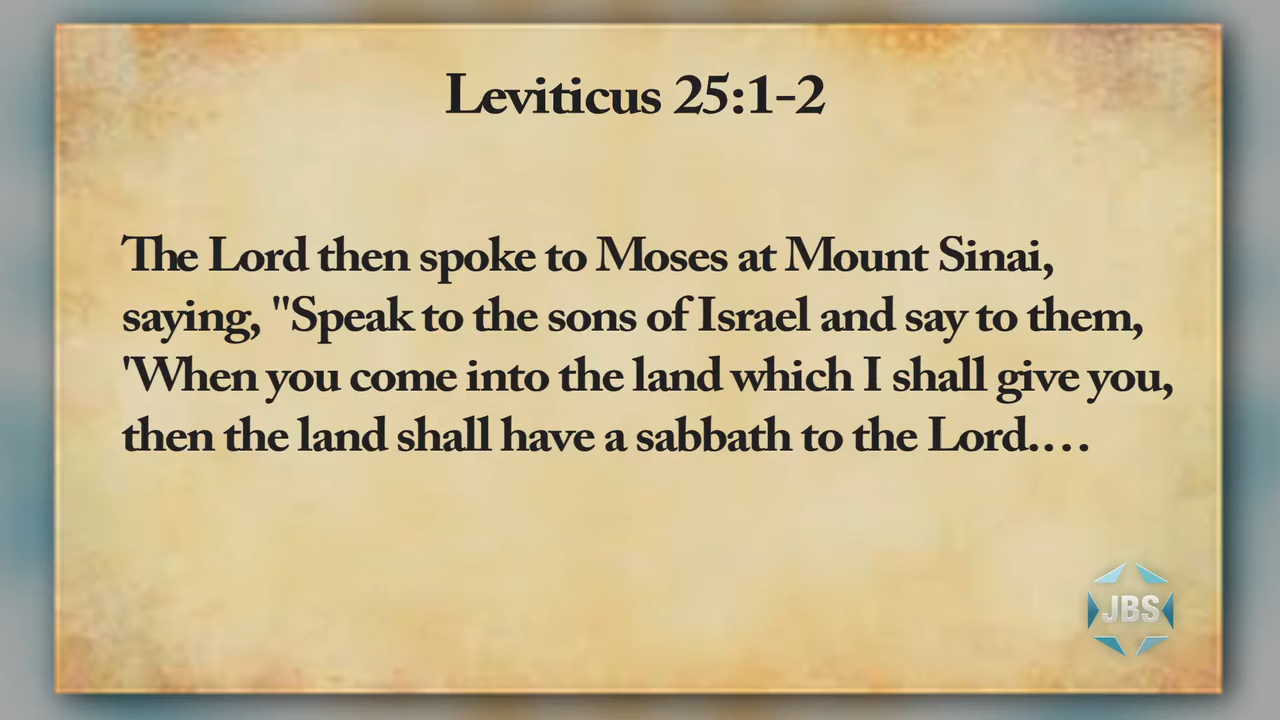 Leviticus 25:1-2
The Lord then spoke to Moses at Mount Sinai,
saying, "Speak to the sons of Israel and say to them,
'When you come into the land which I shall give you,
then the land shall have a sabbath to the Lord....
JBS